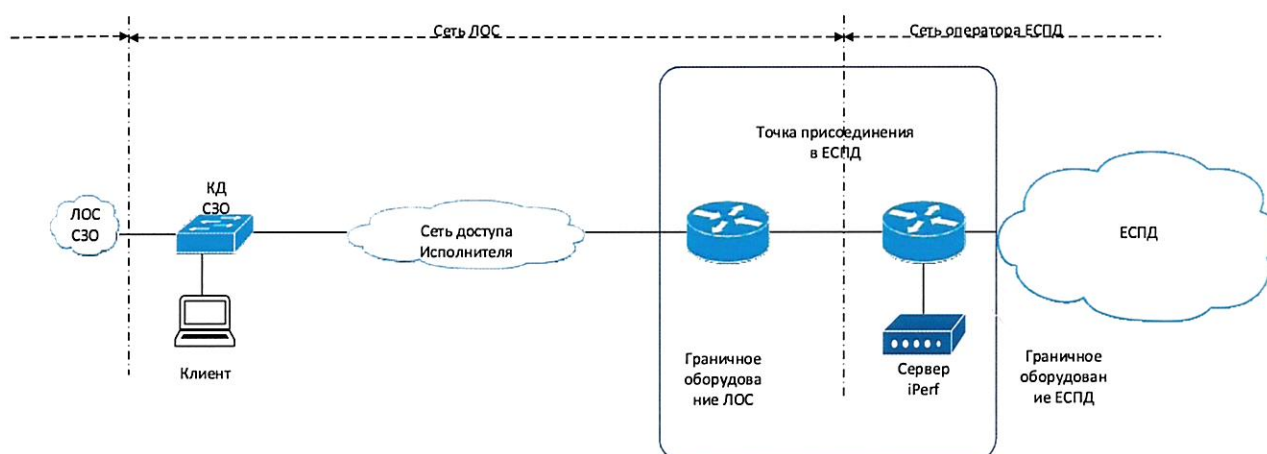 Сеть ЛОС
Сеть оператора ЕСПД
Точка присоединения
в ЕСПД
КД
СЗО
ЛОС
СЗО
Сеть доступа
Исполнителя
ЕСПД
Клиент
Граничное
оборудова
ние ЛОС
Сервер
iPerf
Граничное
оборудован
ие ЕСПД